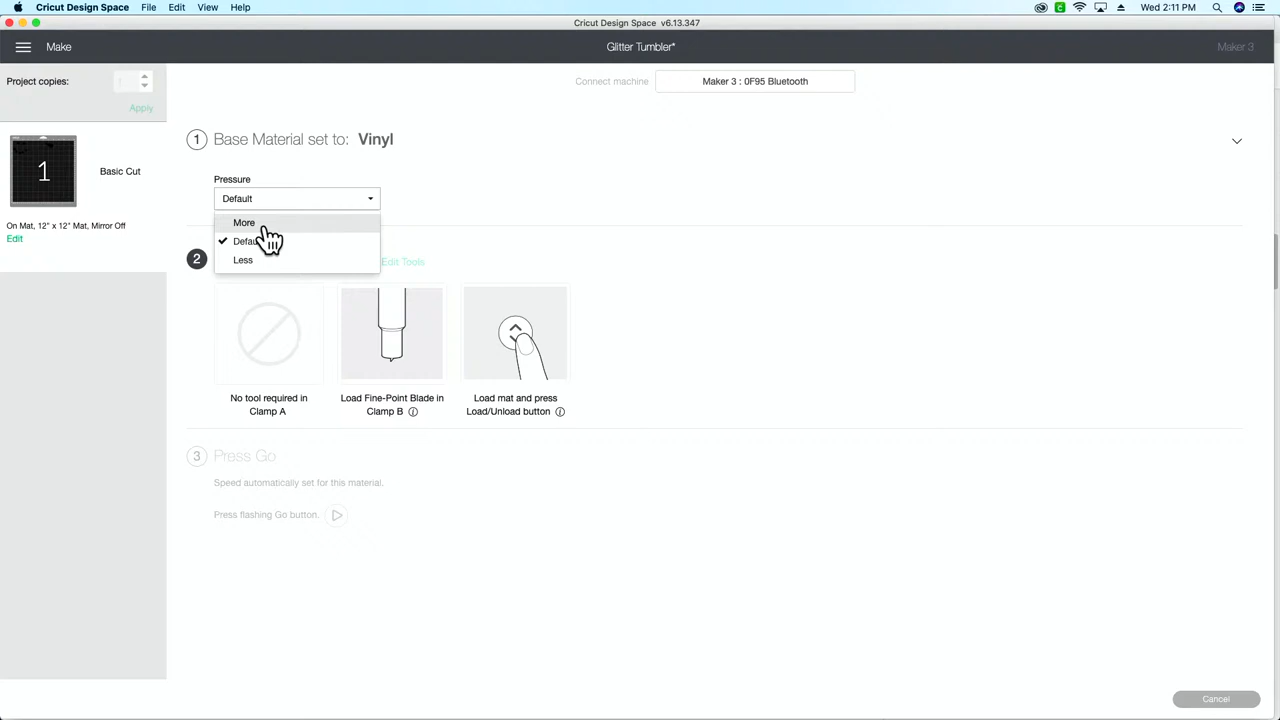 Cricut Design Space File Edit View Help Wed 2:11 PM
Cricut Design Space v6.13.347
Make Glitter Tumbler* Maker 3
Project copies: 1
Apply
Connect machine Maker 3 : 0F95 Bluetooth
1 Basic Cut
On Mat, 12" x 12" Mat, Mirror Off
Edit
1 Base Material set to: Vinyl
Pressure
Default
More
Defau
Less
2 Edit Tools
No tool required in
Clamp A
Load Fine-Point Blade in
Clamp B
Load mat and press
Load/Unload button
3 Press Go
Speed automatically set for this material.
Press flashing Go button.
Cancel